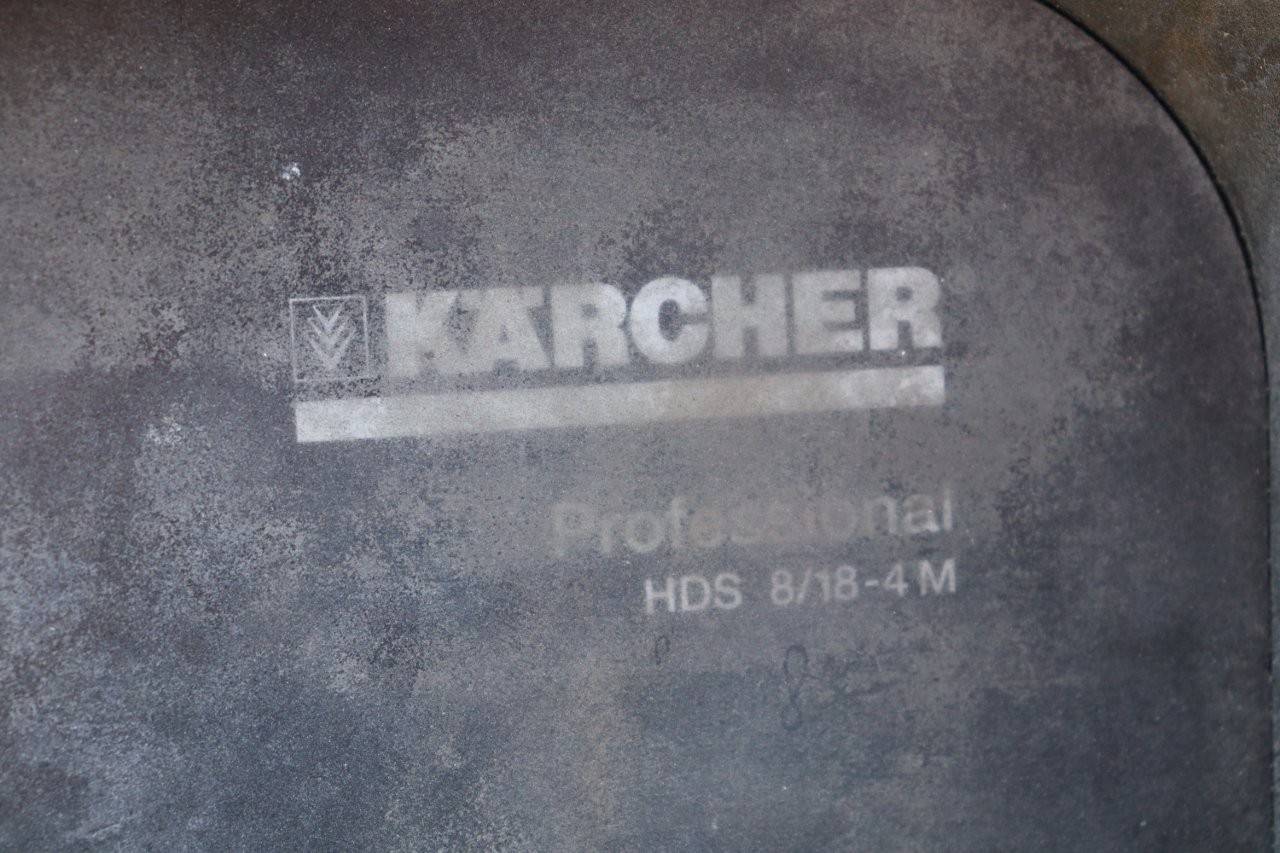 KÄRCHER
Professional
HDS 8/18-4 M